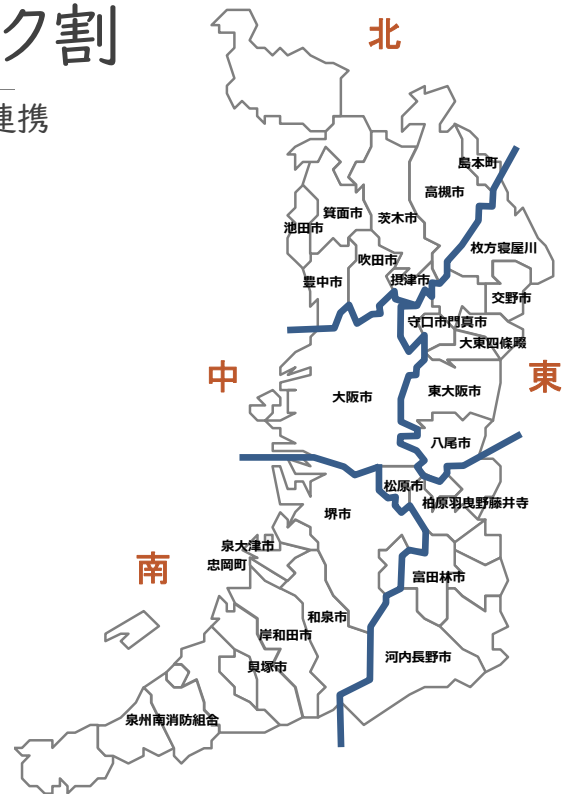 ク割
連携
北
島本町
高槻市
箕面市
茨木市
池田市
枚方寝屋川
吹田市
摂津市
豊中市
交野市
守口市門真市
大東四條畷
中
東
大阪市
東大阪市
八尾市
松原市
柏原羽曳野藤井寺
堺市
泉大津市
忠岡町
南
富田林市
和泉市
岸和田市
河内長野市
貝塚市
泉州南消防組合